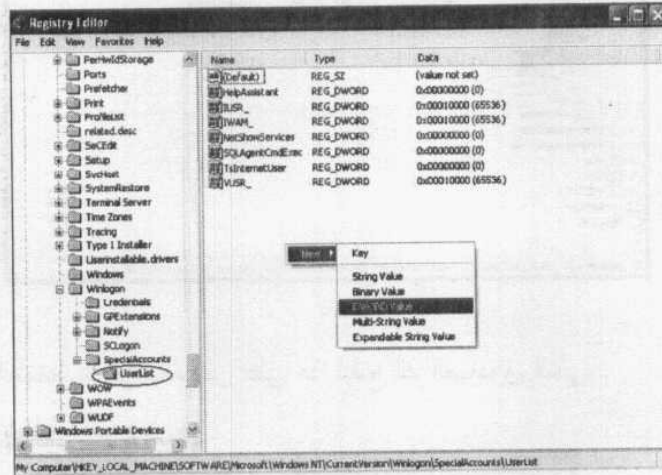 Registry Editor
File Edit View Favorites Help
PerHwIdStorage
Ports
Prefetcher
Print
ProfileList
related.desc
SeCEdit
Setup
SvcHost
SystemRestore
Terminal Server
Time Zones
Tracing
Type 1 Installer
Userinstallable.drivers
Windows
Winlogon
Credentials
GPExtensions
Notify
SCLogon
SpecialAccounts
UserList
WOW
WPAEvents
WUDF
Windows Portable Devices
Name Type Data
(Default) REG_SZ (value not set)
HelpAssistant REG_DWORD 0x00000000 (0)
IUSR_ REG_DWORD 0x00010000 (65536)
IWAM_ REG_DWORD 0x00010000 (65536)
NetShowServices REG_DWORD 0x00000000 (0)
SQLAgentCmdExec REG_DWORD 0x00000000 (0)
TsInternetUser REG_DWORD 0x00000000 (0)
VUSR_ REG_DWORD 0x00010000 (65536)
New
Key
String Value
Binary Value
DWORD Value
Multi-String Value
Expandable String Value
My Computer\HKEY_LOCAL_MACHINE\SOFTWARE\Microsoft\Windows NT\CurrentVersion\Winlogon\SpecialAccounts\UserList